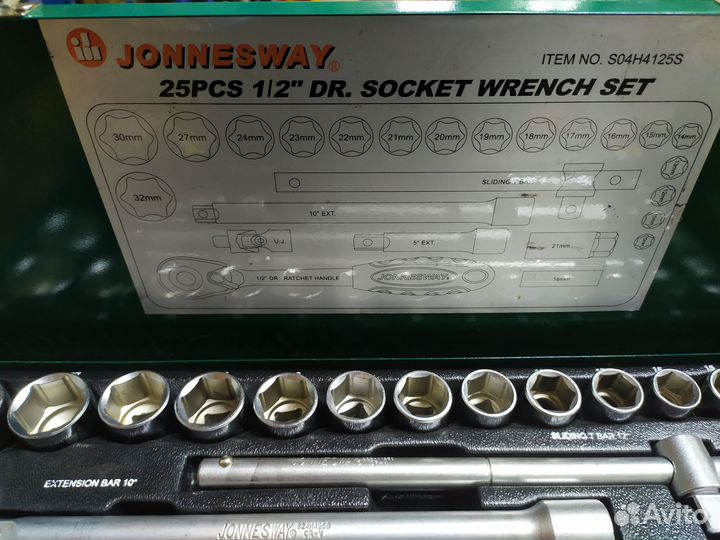 JONNESWAY®
ITEM NO. S04H4125S
25PCS 1/2" DR. SOCKET WRENCH SET
30mm 27mm 24mm 23mm 22mm 21mm 20mm 19mm 18mm 17mm 16mm 15mm 14mm
32mm
SLIDING T BAR
10" EXT.
U.J.
5" EXT.
21mm
1/2" DR. RATCHET HANDLE
JONNESWAY
16mm
SLIDING T BAR 12"
EXTENSION BAR 10"
JONNESWAY® S24H4250
CR-V
Avito